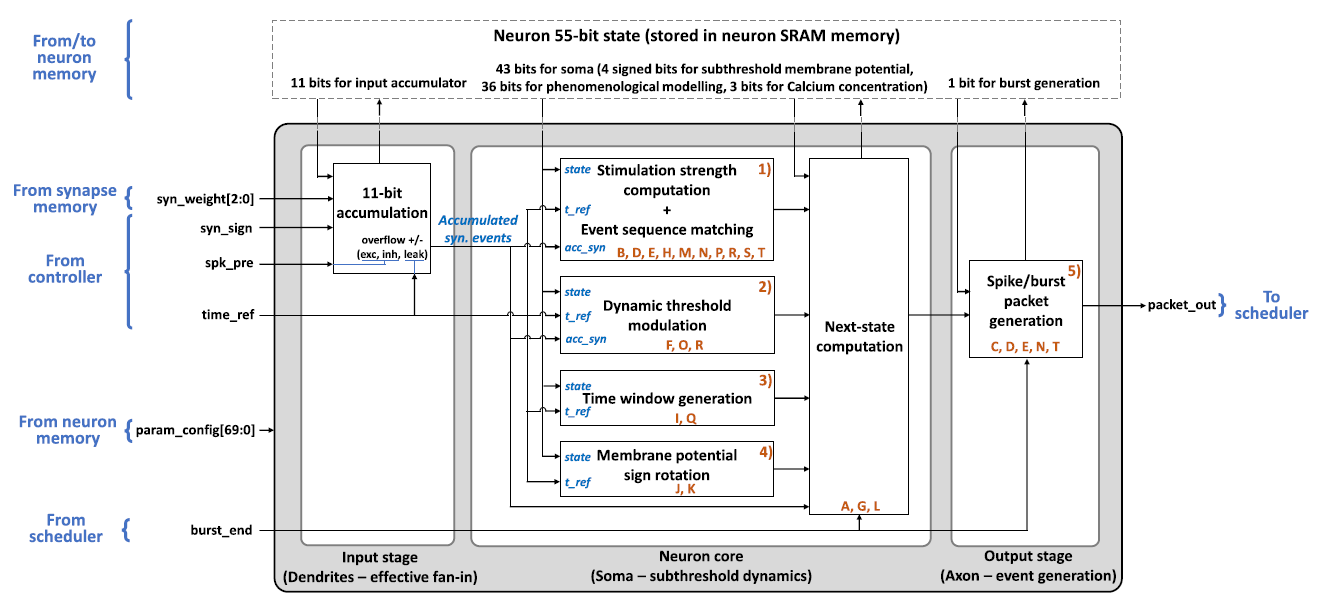 From/to
neuron
memory
Neuron 55-bit state (stored in neuron SRAM memory)
11 bits for input accumulator
43 bits for soma (4 signed bits for subthreshold membrane potential,
36 bits for phenomenological modelling, 3 bits for Calcium concentration)
1 bit for burst generation
From synapse
memory
syn_weight[2:0]
From
controller
syn_sign
spk_pre
time_ref
From neuron
memory
param_config[69:0]
From
scheduler
burst_end
11-bit
accumulation
overflow +/-
(exc, inh, leak)
Accumulated
syn. events
state
t_ref
acc_syn
Stimulation strength
computation
+
Event sequence matching
1)
B, D, E, H, M, N, P, R, S, T
state
t_ref
acc_syn
Dynamic threshold
modulation
2)
F, O, R
state
t_ref
Time window generation
3)
I, Q
state
t_ref
Membrane potential
sign rotation
4)
J, K
Next-state
computation
A, G, L
Spike/burst
packet
generation
5)
C, D, E, N, T
packet_out
To
scheduler
Input stage
(Dendrites – effective fan-in)
Neuron core
(Soma – subthreshold dynamics)
Output stage
(Axon – event generation)